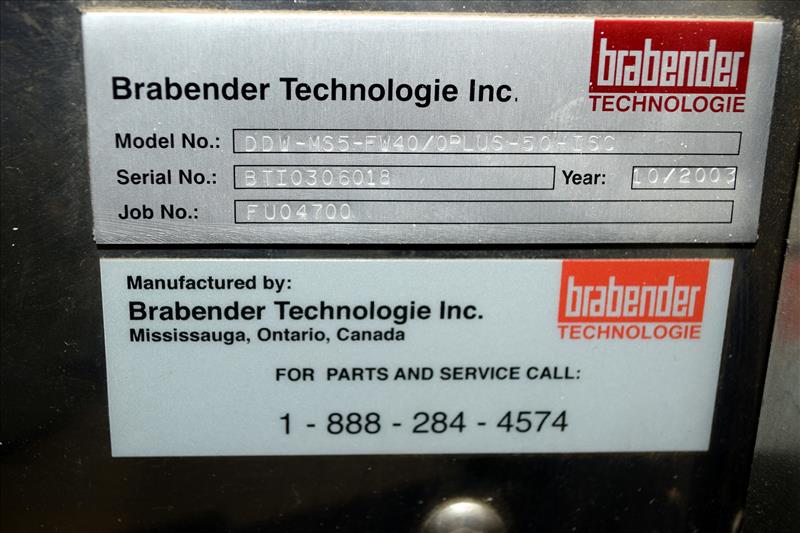 brabender
TECHNOLOGIE
Brabender Technologie Inc.
Model No.: DDW-MS5-FW40/0PLUS-50-ISC
Serial No.: BTI0306018 Year: 10/2003
Job No.: FU04700
Manufactured by:
Brabender Technologie Inc.
Mississauga, Ontario, Canada
brabender
TECHNOLOGIE
FOR PARTS AND SERVICE CALL:
1 - 888 - 284 - 4574